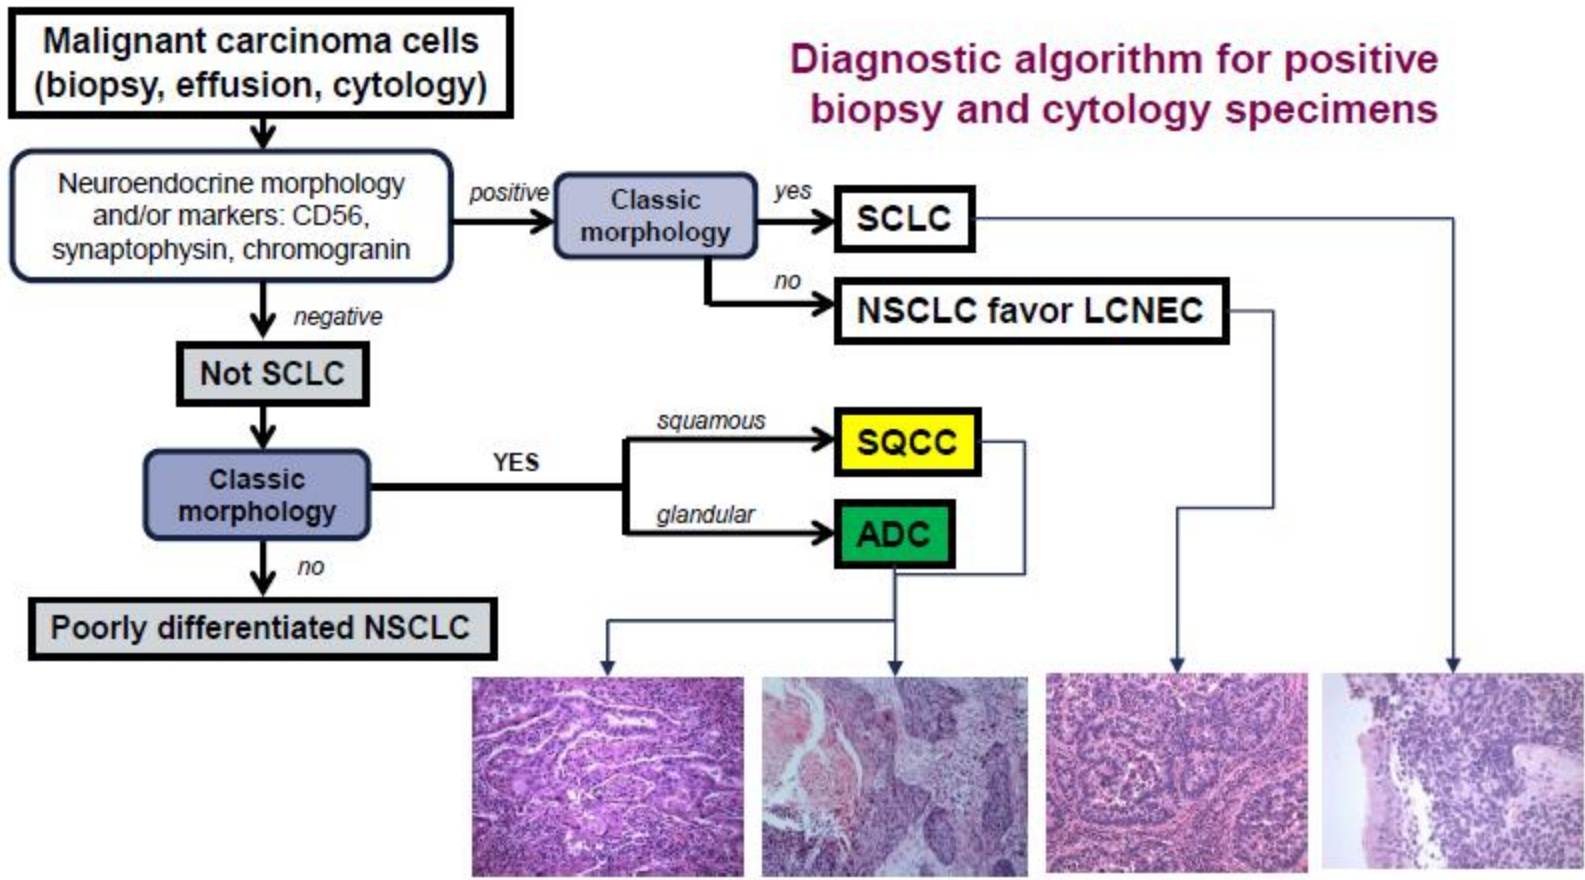 Malignant carcinoma cells
(biopsy, effusion, cytology)
Diagnostic algorithm for positive
biopsy and cytology specimens
Neuroendocrine morphology
and/or markers: CD56,
synaptophysin, chromogranin
positive
Classic
morphology
yes
SCLC
no
NSCLC favor LCNEC
negative
Not SCLC
Classic
morphology
YES
squamous
SQCC
glandular
ADC
no
Poorly differentiated NSCLC